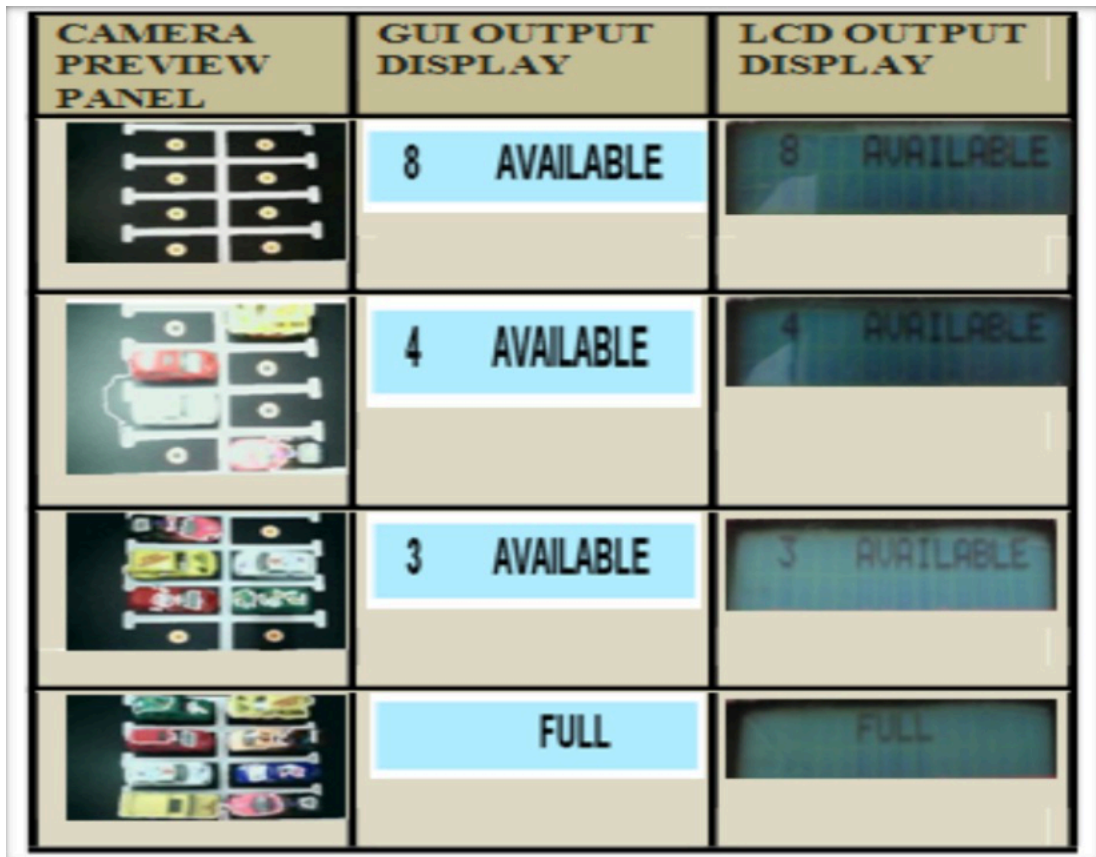 CAMERA
PREVIEW
PANEL
GUI OUTPUT
DISPLAY
LCD OUTPUT
DISPLAY
8 AVAILABLE
8 AVAILABLE
4 AVAILABLE
4 AVAILABLE
3 AVAILABLE
3 AVAILABLE
FULL
FULL